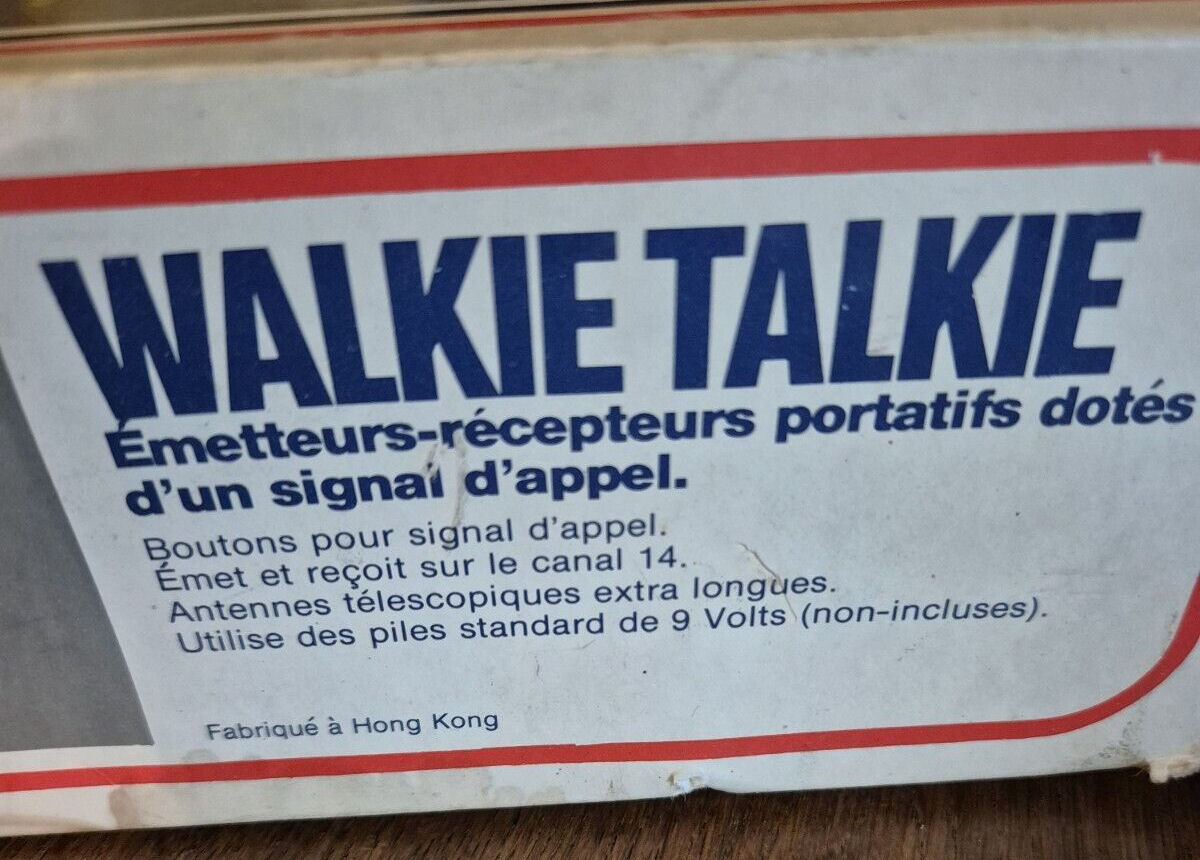 WALKIE TALKIE
Émetteurs-récepteurs portatifs dotés
d'un signal d'appel.
Boutons pour signal d'appel.
Émet et reçoit sur le canal 14.
Antennes télescopiques extra longues.
Utilise des piles standard de 9 Volts (non-incluses).
Fabriqué à Hong Kong